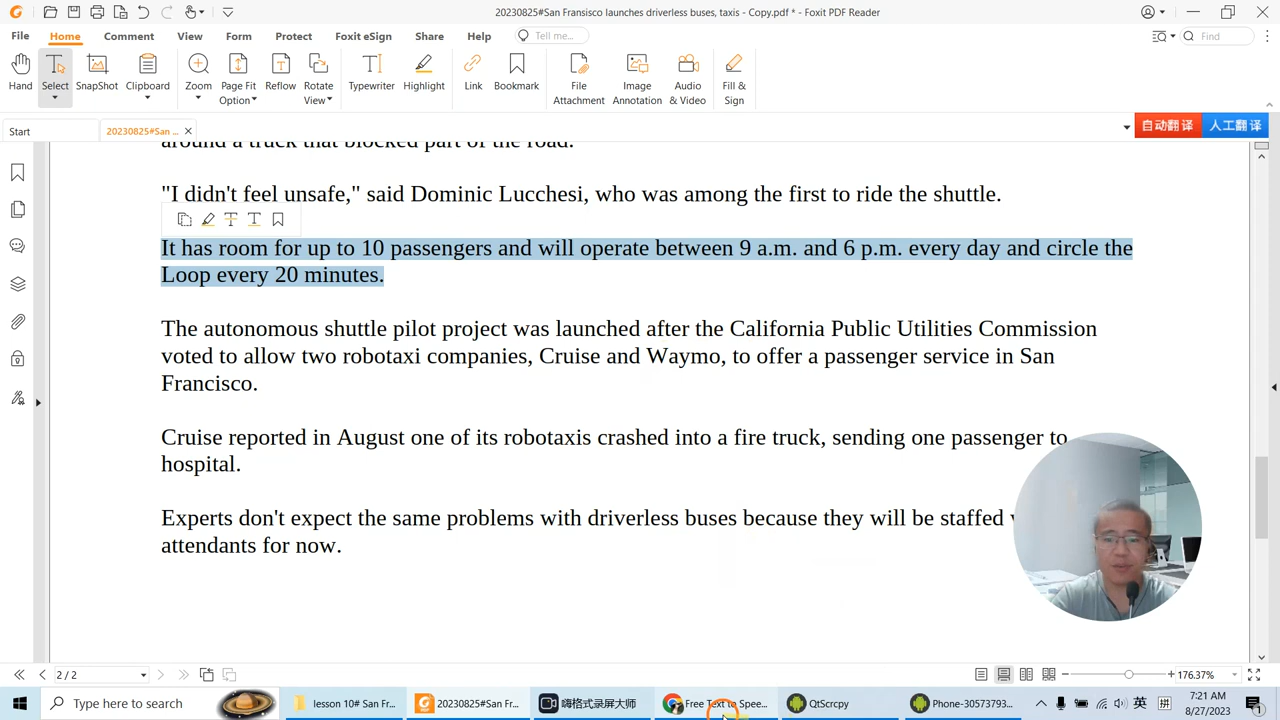 20230825#San Fransisco launches driverless buses, taxis - Copy.pdf * - Foxit PDF Reader
File Home Comment View Form Protect Foxit eSign Share Help Tell me... Find
Hand Select SnapShot Clipboard Zoom Page Fit Option Reflow Rotate View Typewriter Highlight Link Bookmark File Attachment Image Annotation Audio & Video Fill & Sign
Start 20230825#San ... 自动翻译 人工翻译
around a truck that blocked part of the road.
"I didn't feel unsafe," said Dominic Lucchesi, who was among the first to ride the shuttle.
It has room for up to 10 passengers and will operate between 9 a.m. and 6 p.m. every day and circle the
Loop every 20 minutes.
The autonomous shuttle pilot project was launched after the California Public Utilities Commission
voted to allow two robotaxi companies, Cruise and Waymo, to offer a passenger service in San
Francisco.
Cruise reported in August one of its robotaxis crashed into a fire truck, sending one passenger to
hospital.
Experts don't expect the same problems with driverless buses because they will be staffed
attendants for now.
2 / 2 176.37%
Type here to search lesson 10# San Fr... 20230825#San Fr... 嗨格式录屏大师 Free Text to Spee... QtScrcpy Phone-30573793... 英 拼 7:21 AM
8/27/2023 1